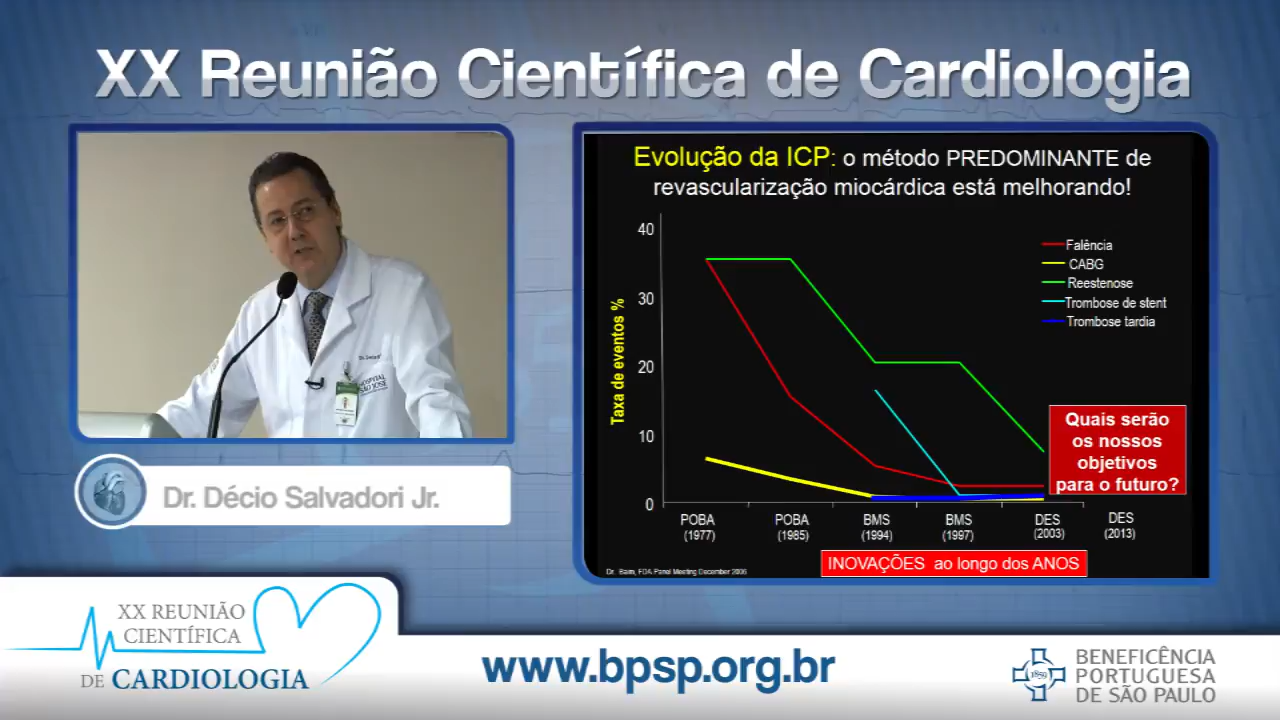 XX Reunião Científica de Cardiologia
Evolução da ICP: o método PREDOMINANTE de
revascularização miocárdica está melhorando!
Taxa de eventos %
40
30
20
10
0
Falência
CABG
Reestenose
Trombose de stent
Trombose tardia
Quais serão
os nossos
objetivos
para o futuro?
POBA
(1977)
POBA
(1985)
BMS
(1994)
BMS
(1997)
DES
(2003)
DES
(2013)
INOVAÇÕES ao longo dos ANOS
Dr. Baim, FDA Panel Meeting December 2006
Dr. Décio Salvadori Jr.
XX REUNIÃO
CIENTÍFICA
DE CARDIOLOGIA
www.bpsp.org.br
1859
BENEFICÊNCIA
PORTUGUESA
DE SÃO PAULO